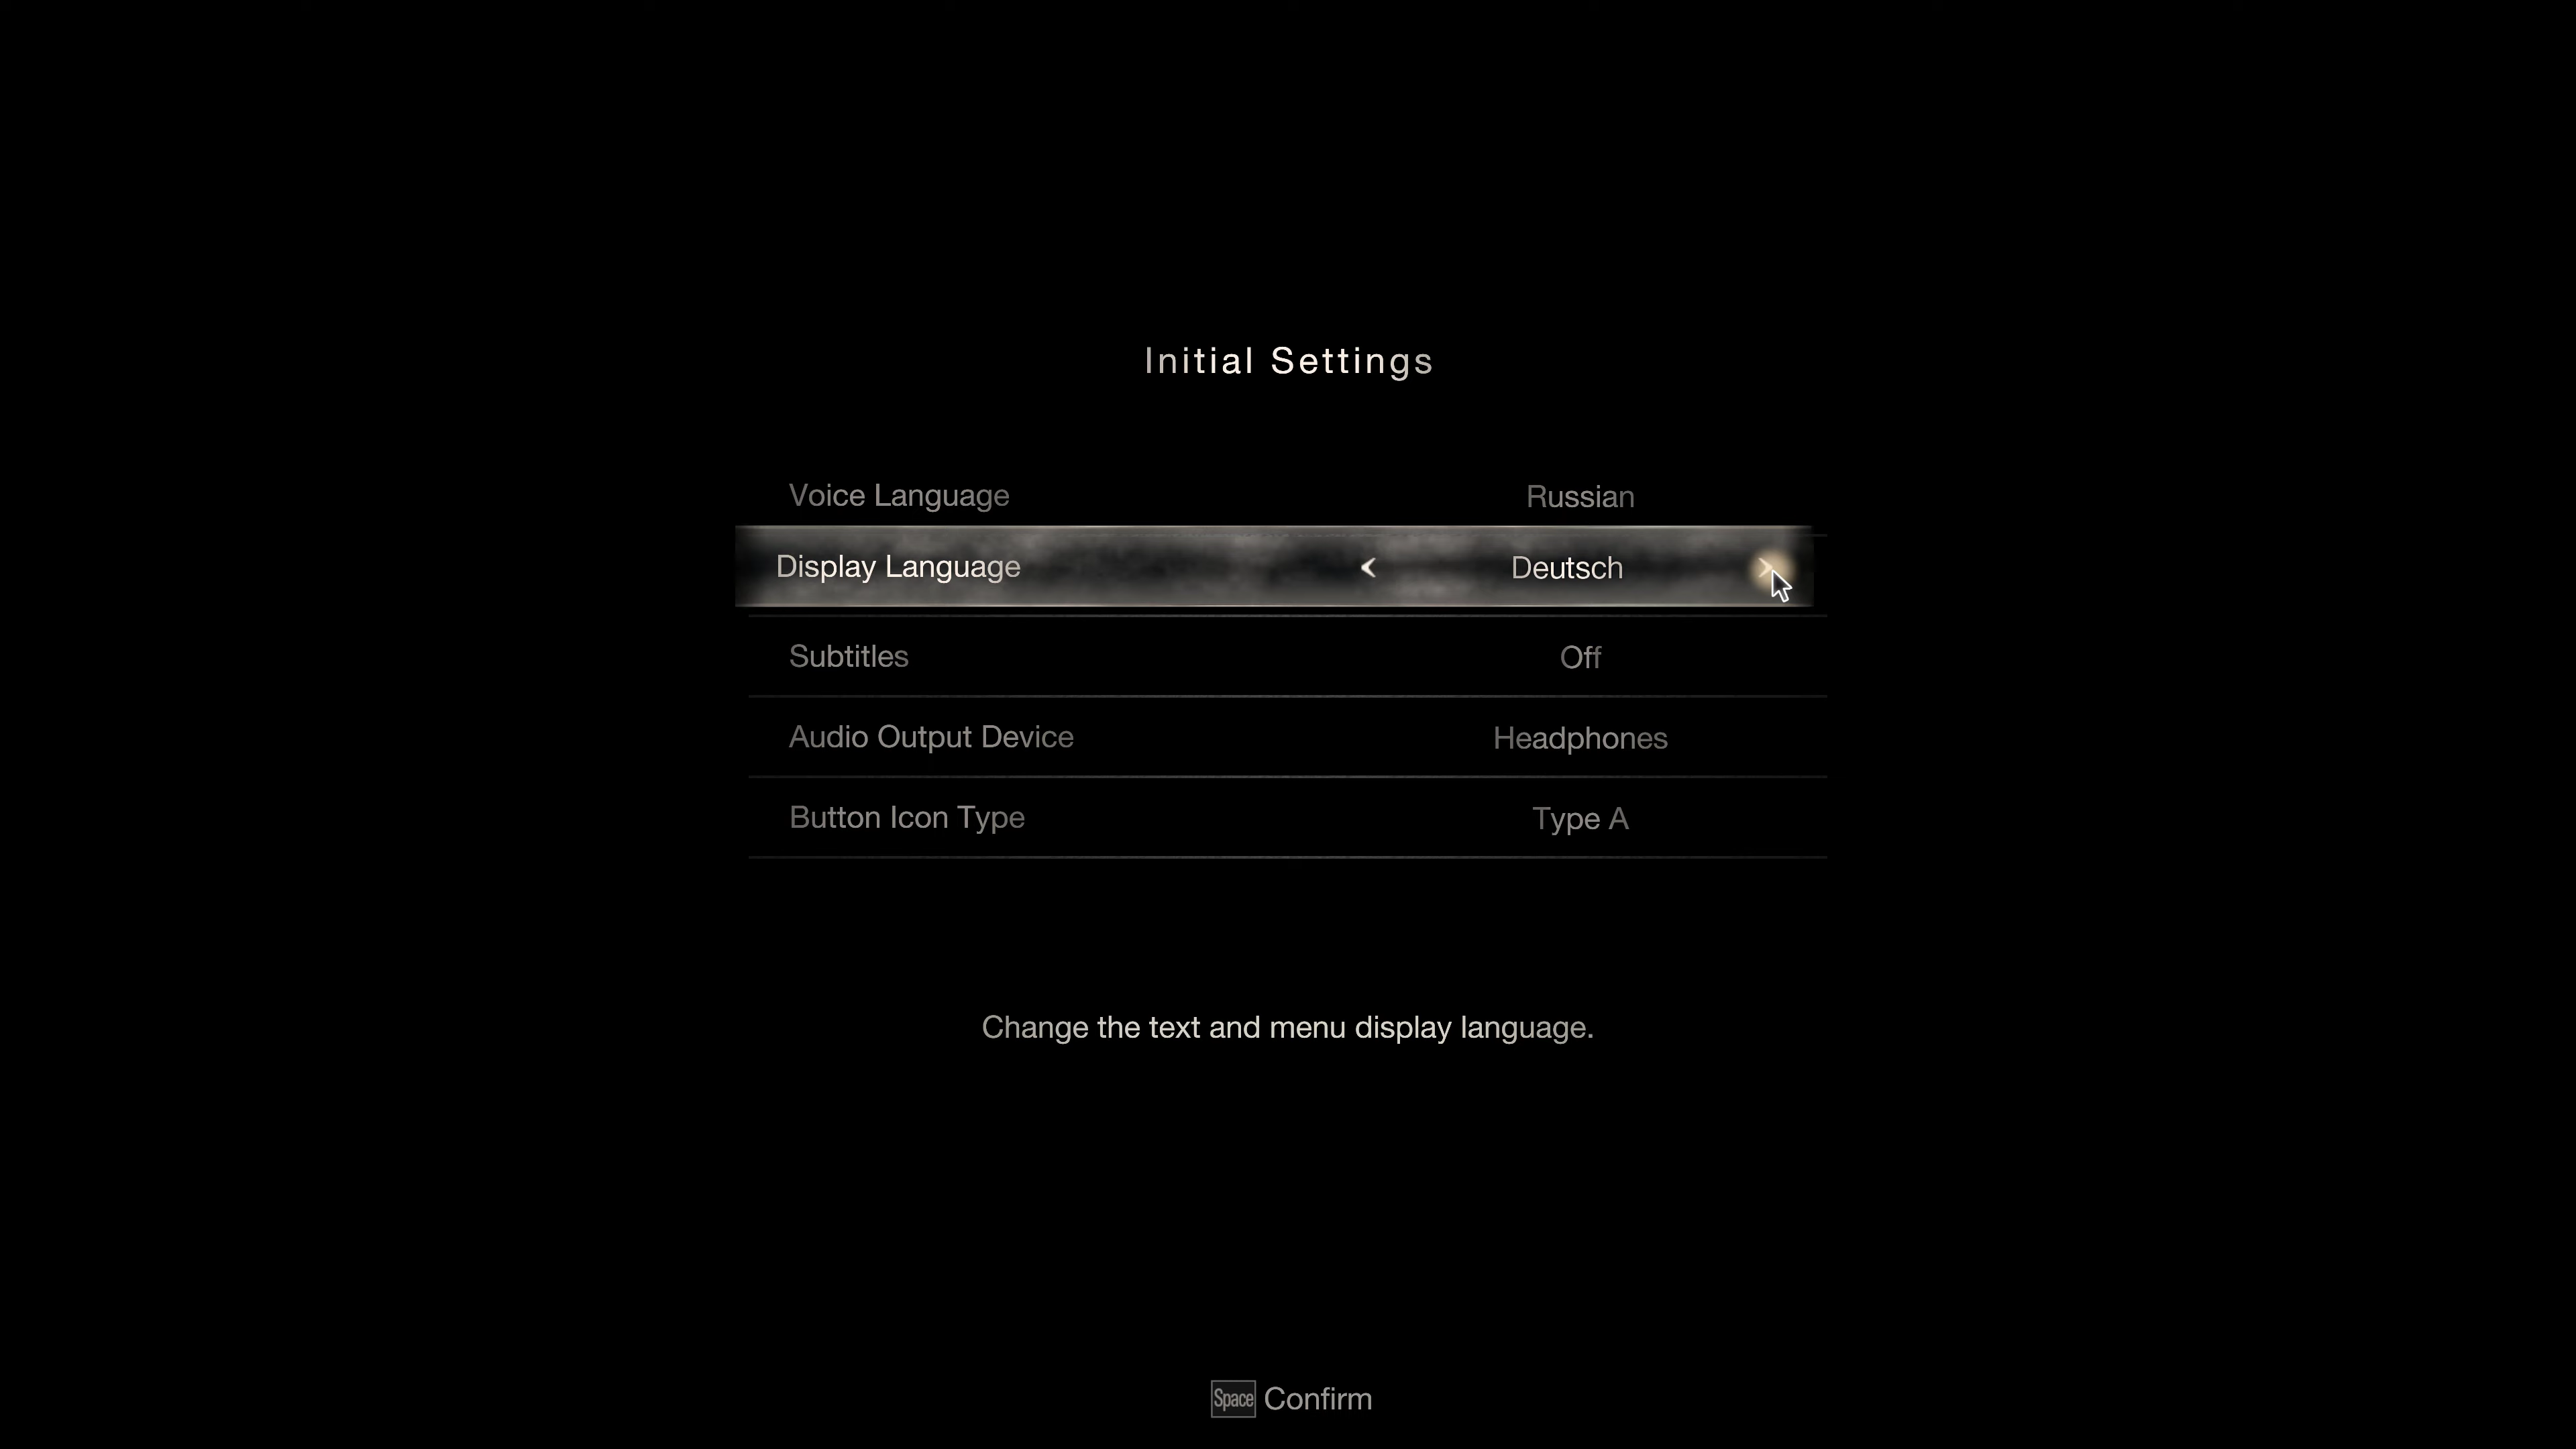 Initial Settings
Voice Language Russian
Display Language < Deutsch >
Subtitles Off
Audio Output Device Headphones
Button Icon Type Type A
Change the text and menu display language.
Space Confirm